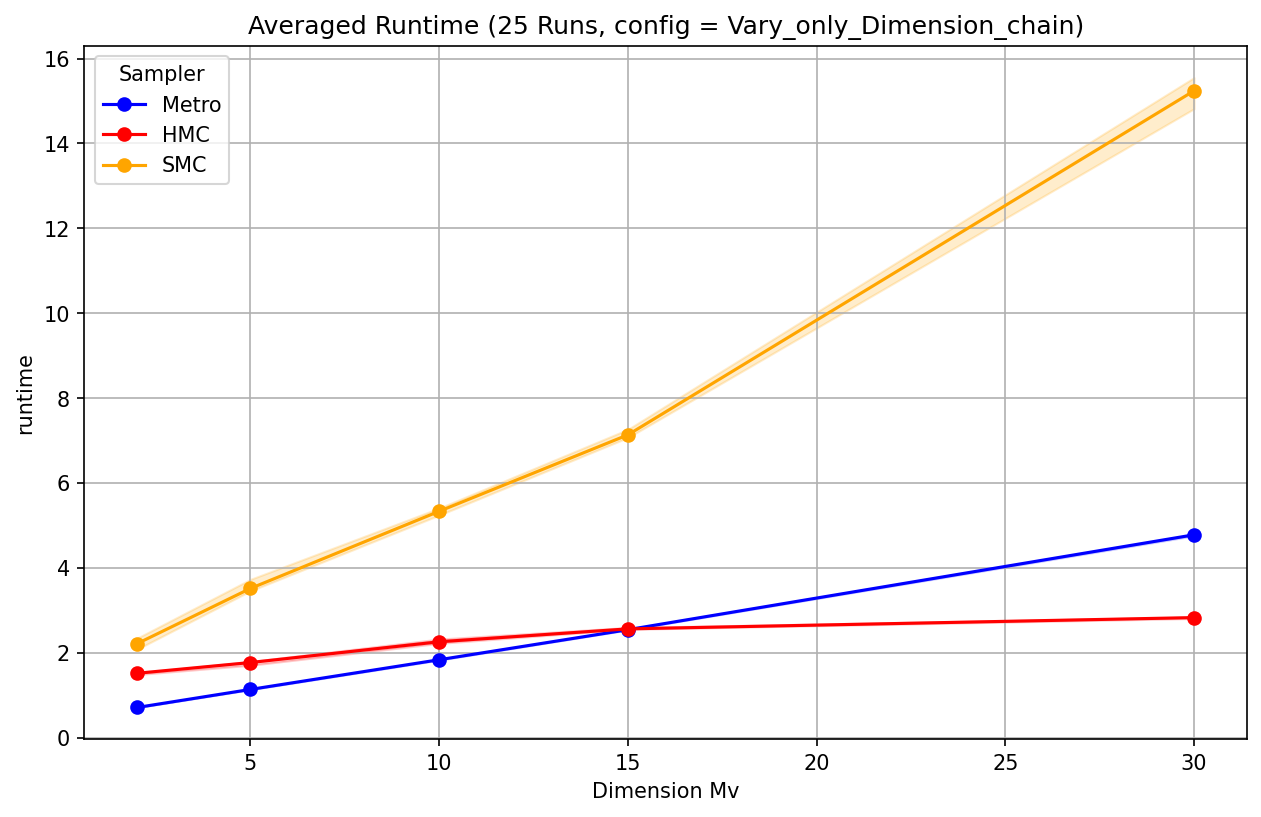 Averaged Runtime (25 Runs, config = Vary_only_Dimension_chain)
Sampler
Metro
HMC
SMC
runtime
16
14
12
10
8
6
4
2
0
5 10 15 20 25 30
Dimension Mv